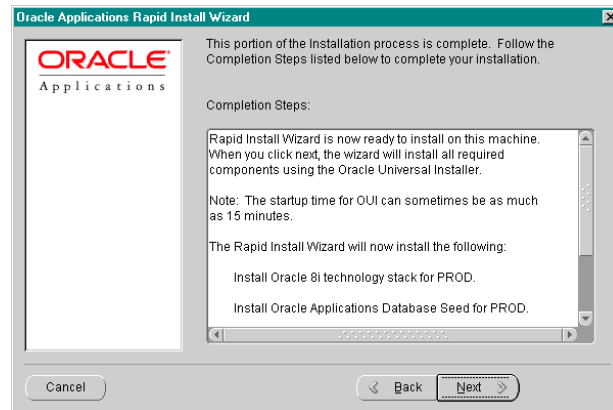 Oracle Applications Rapid Install Wizard
ORACLE
Applications
This portion of the Installation process is complete. Follow the
Completion Steps listed below to complete your installation.
Completion Steps:
Rapid Install Wizard is now ready to install on this machine.
When you click next, the wizard will install all required
components using the Oracle Universal Installer.
Note: The startup time for OUI can sometimes be as much
as 15 minutes.
The Rapid Install Wizard will now install the following:
Install Oracle 8i technology stack for PROD.
Install Oracle Applications Database Seed for PROD.
Cancel
Back
Next